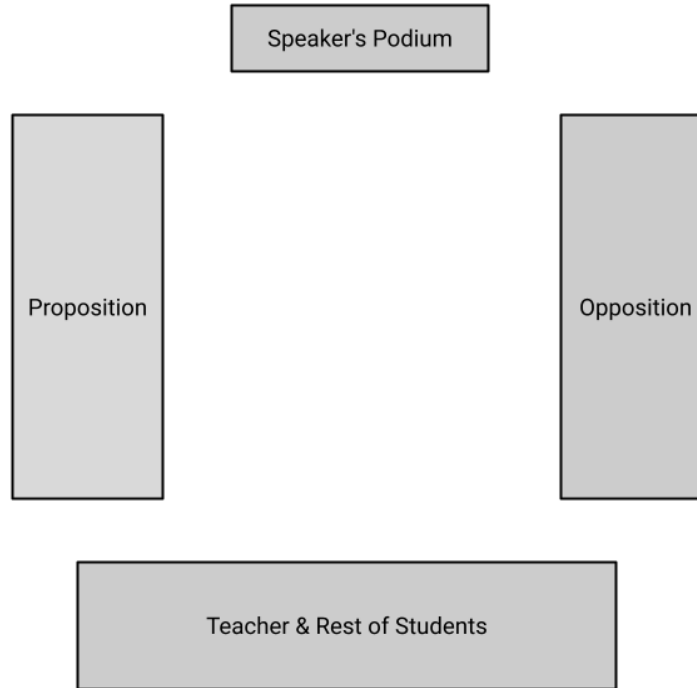 Speaker's Podium
Proposition
Opposition
Teacher & Rest of Students